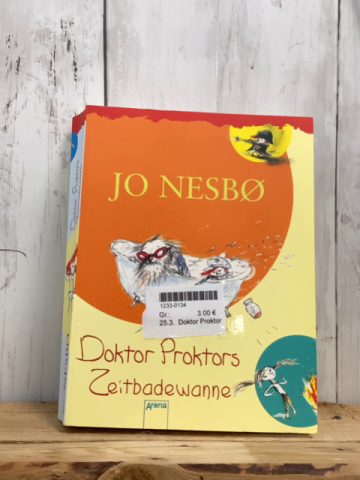 JO NESBØ
1233-0134
Gr.: 3.00 €
25.3. Doktor Proktor
Doktor Proktors
Zeitbadewanne
Arena